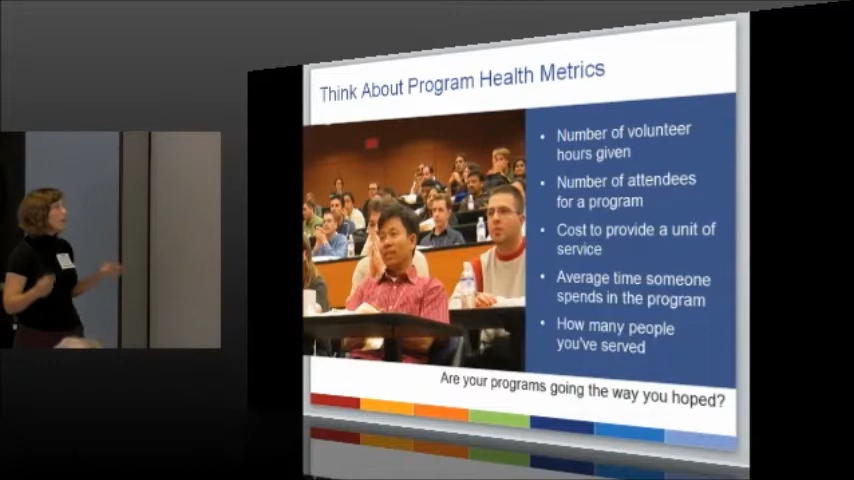 Think About Program Health Metrics
• Number of volunteer
hours given
• Number of attendees
for a program
• Cost to provide a unit of
service
• Average time someone
spends in the program
• How many people
you've served
Are your programs going the way you hoped?